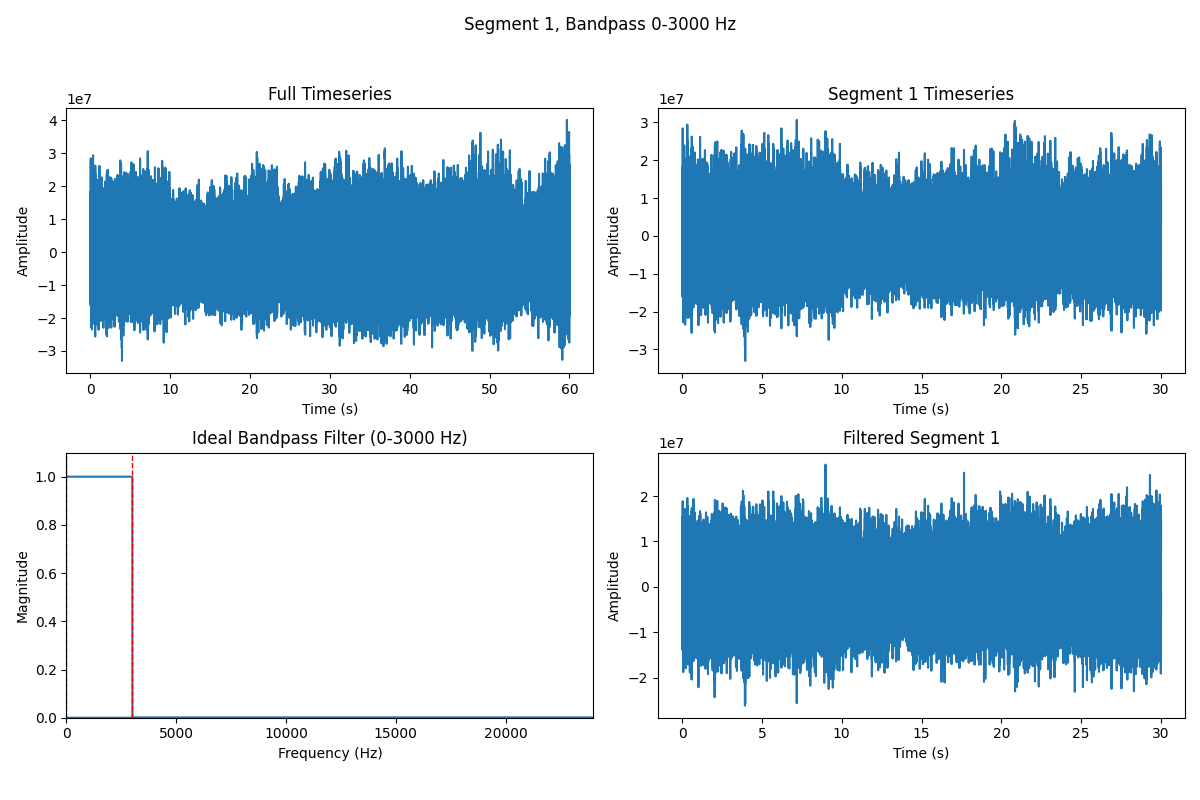 Segment 1, Bandpass 0-3000 Hz
Full Timeseries
1e7
4
3
2
1
0
−1
−2
−3
Amplitude
0 10 20 30 40 50 60
Time (s)
Segment 1 Timeseries
1e7
3
2
1
0
−1
−2
−3
Amplitude
0 5 10 15 20 25 30
Time (s)
Ideal Bandpass Filter (0-3000 Hz)
1.0
0.8
0.6
0.4
0.2
0.0
Magnitude
0 5000 10000 15000 20000
Frequency (Hz)
Filtered Segment 1
1e7
2
1
0
−1
−2
Amplitude
0 5 10 15 20 25 30
Time (s)